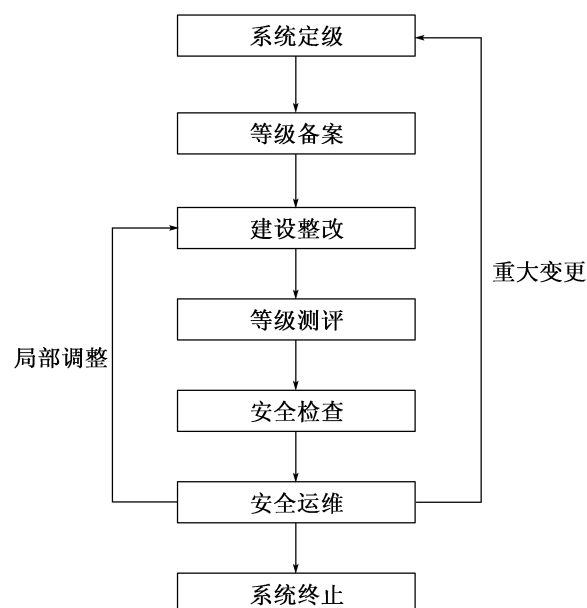 系统定级
等级备案
建设整改
重大变更
等级测评
局部调整
安全检查
安全运维
系统终止